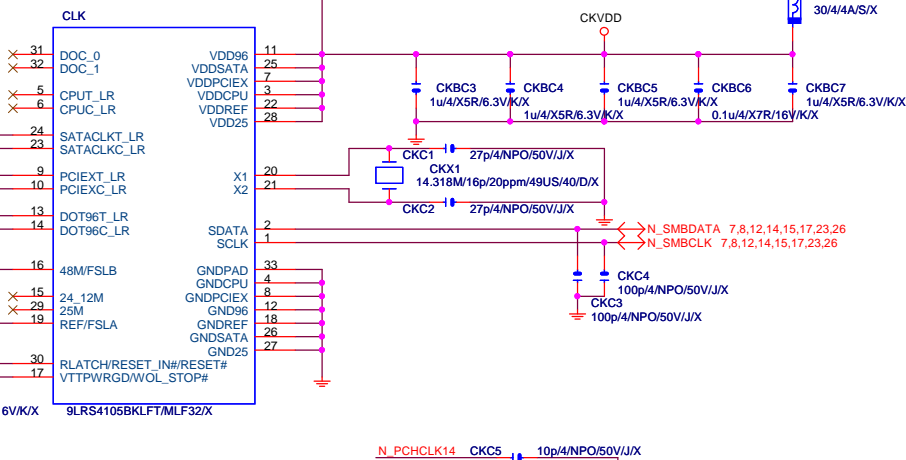 CLK
CKVDD
30/4/4A/S/X
31 DOC_0 VDD96 11
32 DOC_1 VDDSATA 25
VDDPCIEX 7
5 CPUT_LR VDDCPU 3
6 CPUC_LR VDDREF 22
VDD25 28
CKBC3 CKBC4 CKBC5 CKBC6 CKBC7
1u/4/X5R/6.3V/K/X 1u/4/X5R/6.3V/K/X 1u/4/X5R/6.3V/K/X
1u/4/X5R/6.3V/K/X 0.1u/4/X7R/16V/K/X
24 SATACLKT_LR
23 SATACLKC_LR
CKC1 27p/4/NPO/50V/J/X
9 PCIEXT_LR X1 20
CKX1
14.318M/16p/20ppm/49US/40/D/X
10 PCIEXC_LR X2 21
CKC2 27p/4/NPO/50V/J/X
13 DOT96T_LR
14 DOT96C_LR SDATA 2 N_SMBDATA 7,8,12,14,15,17,23,26
SCLK 1 N_SMBCLK 7,8,12,14,15,17,23,26
16 48M/FSLB GNDPAD 33
GNDCPU 4
CKC4
100p/4/NPO/50V/J/X
15 24_12M GNDPCIEX 8
CKC3
29 25M GND96 12
100p/4/NPO/50V/J/X
19 REF/FSLA GNDREF 18
GNDSATA 26
GND25 27
30 RLATCH/RESET_IN#/RESET#
17 VTTPWRGD/WOL_STOP#
6V/K/X 9LRS4105BKLFT/MLF32/X
N_PCHCLK14 CKC5 10p/4/NPO/50V/J/X